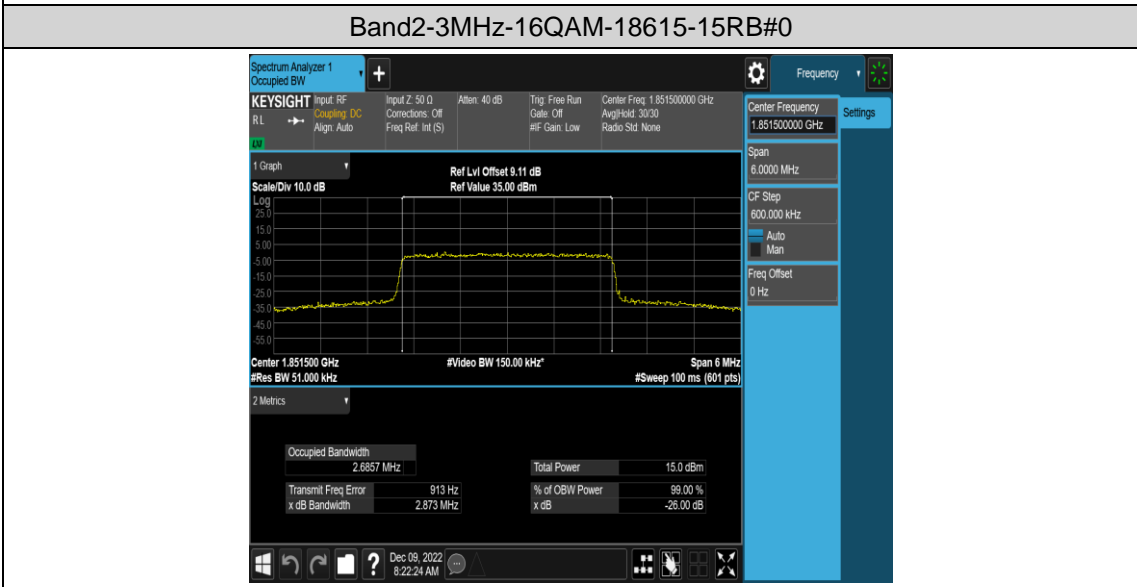 Band2-3MHz-16QAM-18615-15RB#0
Spectrum Analyzer 1
Occupied BW
Frequency
KEYSIGHT Input: RF Input Z: 50 Ω Atten: 40 dB Trig: Free Run Center Freq: 1.851500000 GHz
RL Coupling: DC Corrections: Off Gate: Off Avg|Hold: 30/30
Align: Auto Freq Ref: Int (S) #IF Gain: Low Radio Std: None
Center Frequency
1.851500000 GHz
Settings
Span
6.0000 MHz
CF Step
600.000 kHz
Auto
Man
Freq Offset
0 Hz
1 Graph
Ref Lvl Offset 9.11 dB
Scale/Div 10.0 dB Ref Value 35.00 dBm
Log
25.0
15.0
5.00
-5.00
-15.0
-25.0
-35.0
-45.0
-55.0
Center 1.851500 GHz #Video BW 150.00 kHz* Span 6 MHz
#Res BW 51.000 kHz #Sweep 100 ms (601 pts)
2 Metrics
Occupied Bandwidth
2.6857 MHz Total Power 15.0 dBm
Transmit Freq Error 913 Hz % of OBW Power 99.00 %
x dB Bandwidth 2.873 MHz x dB -26.00 dB
? Dec 09, 2022
8:22:24 AM